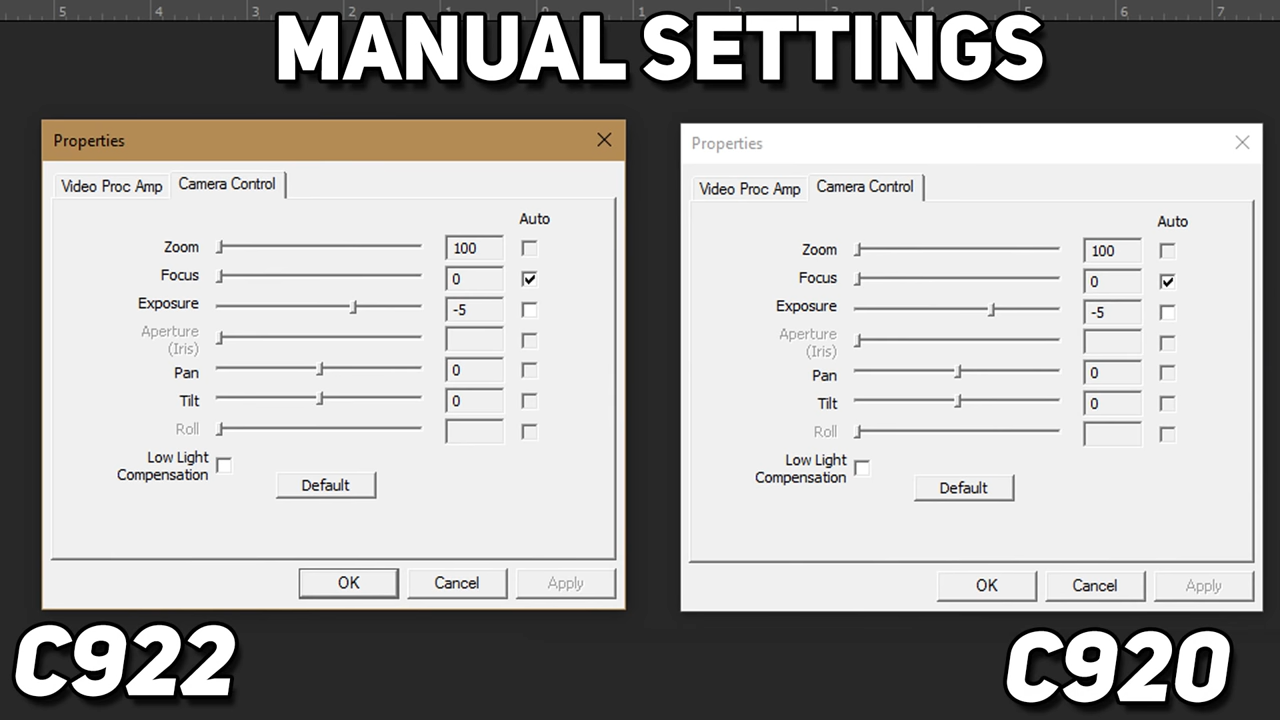 5 4 3 2 1 0 1 2 3 4 5 6 7
MANUAL SETTINGS
Properties
Video Proc Amp Camera Control
Auto
Zoom 100
Focus 0
Exposure -5
Aperture
(Iris)
Pan 0
Tilt 0
Roll
Low Light
Compensation
Default
OK Cancel Apply
C922
Properties
Video Proc Amp Camera Control
Auto
Zoom 100
Focus 0
Exposure -5
Aperture
(Iris)
Pan 0
Tilt 0
Roll
Low Light
Compensation
Default
OK Cancel Apply
C920